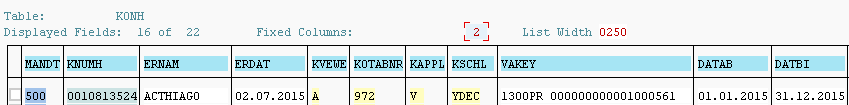 Table: KONH
Displayed Fields: 16 of 22 Fixed Columns: 2 List Width 0250
MANDT KNUMH ERNAM ERDAT KVEWE KOTABNR KAPPL KSCHL VAKEY DATAB DATBI
500 0010813524 ACTHIAGO 02.07.2015 A 972 V YDEC 1300PR 000000000001000561 01.01.2015 31.12.2015